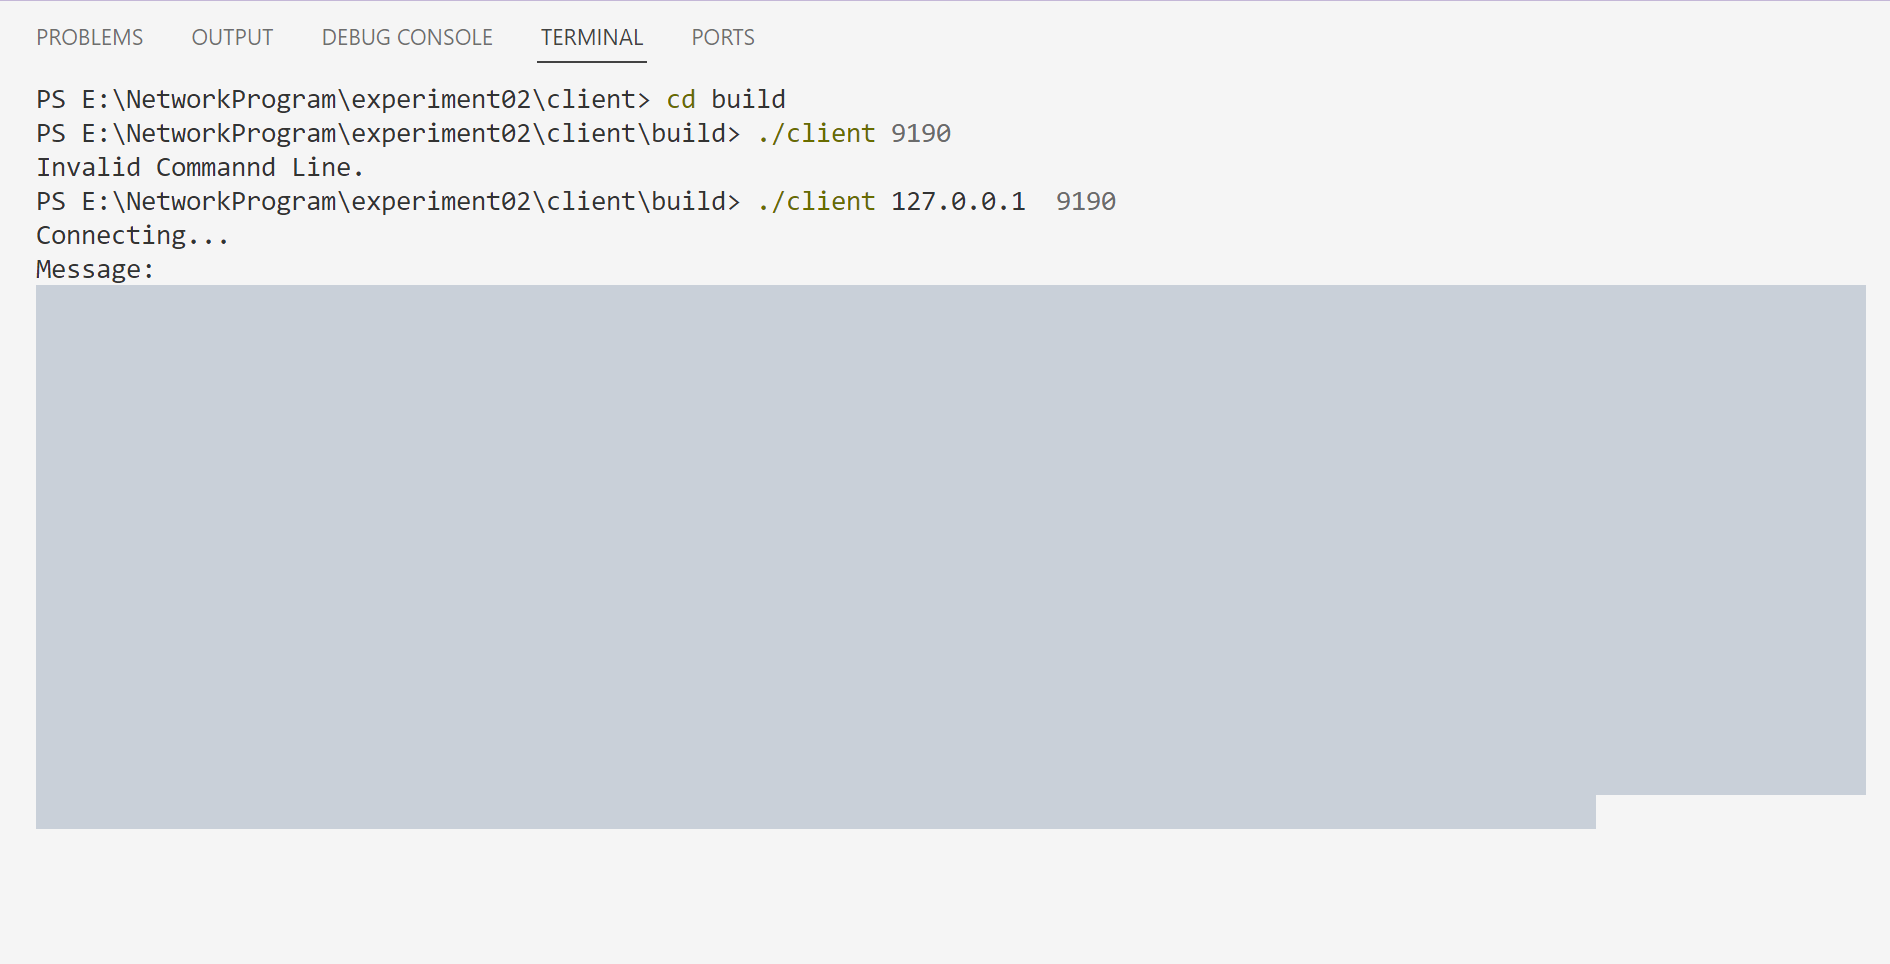 PROBLEMS OUTPUT DEBUG CONSOLE TERMINAL PORTS
PS E:\NetworkProgram\experiment02\client> cd build
PS E:\NetworkProgram\experiment02\client\build> ./client 9190
Invalid Commannd Line.
PS E:\NetworkProgram\experiment02\client\build> ./client 127.0.0.1  9190
Connecting...
Message: